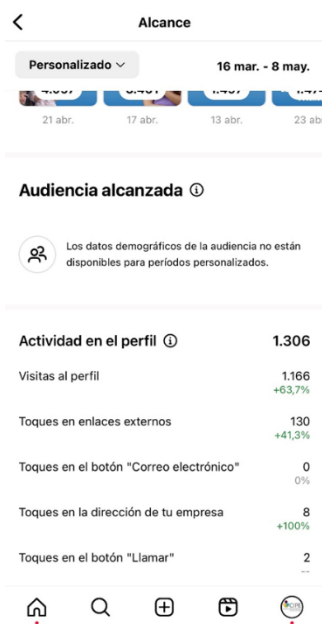 Alcance
Personalizado
16 mar. - 8 may.
21 abr.
17 abr.
13 abr.
23 ab
Audiencia alcanzada
Los datos demográficos de la audiencia no están
disponibles para períodos personalizados.
Actividad en el perfil 1.306
Visitas al perfil 1.166
+63,7%
Toques en enlaces externos 130
+41,3%
Toques en el botón "Correo electrónico" 0
0%
Toques en la dirección de tu empresa 8
+100%
Toques en el botón "Llamar" 2
--